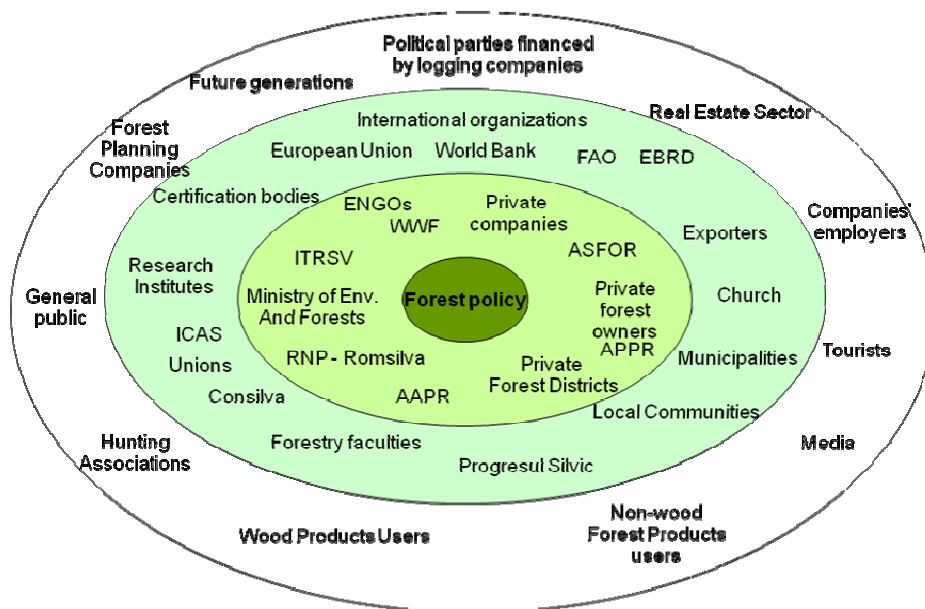 Political parties financed
by logging companies
Future generations
Real Estate Sector
Forest
Planning
Companies
International organizations
European Union
World Bank
FAO
EBRD
Certification bodies
ENGOs
WWF
Private
companies
Companies'
employers
Exporters
ITRSV
ASFOR
Research
Institutes
General
public
Ministry of Env.
And Forests
Forest policy
Private
forest
owners
APPR
Church
ICAS
Unions
RNP - Romsilva
Private
Forest Districts
Municipalities
Tourists
Consilva
AAPR
Local Communities
Hunting
Associations
Forestry faculties
Progresul Silvic
Media
Wood Products Users
Non-wood
Forest Products
users